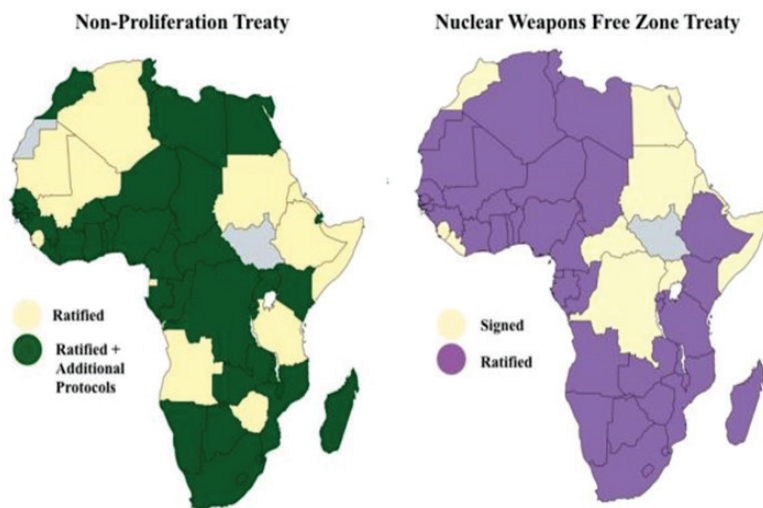 Non-Proliferation Treaty
Nuclear Weapons Free Zone Treaty
Ratified
Ratified +
Additional
Protocols
Signed
Ratified